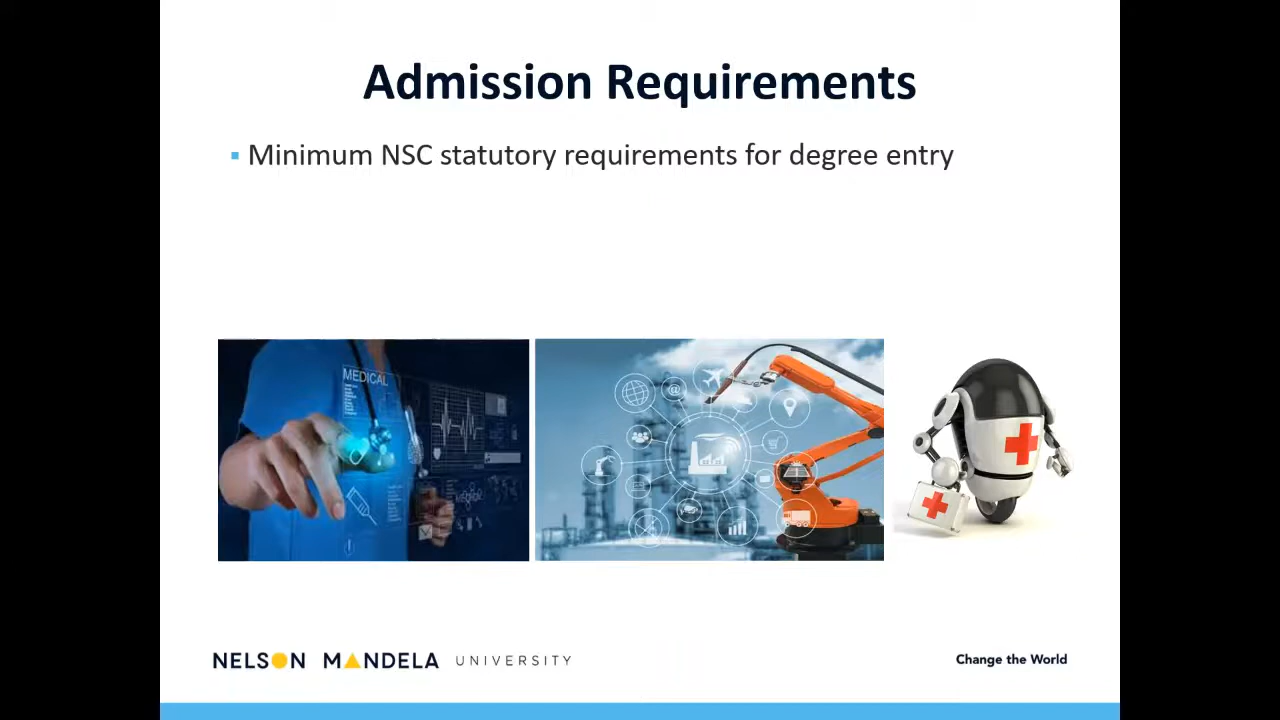 Admission Requirements
Minimum NSC statutory requirements for degree entry
MEDICAL
NELSON MANDELA UNIVERSITY
Change the World